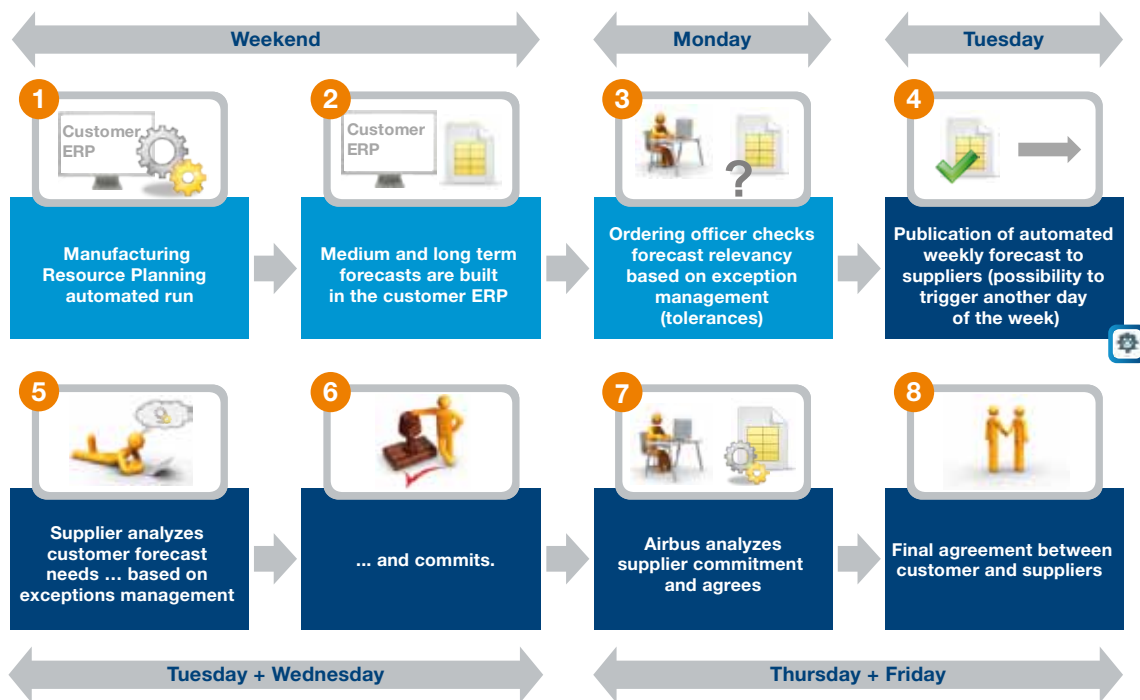 Weekend
Monday
Tuesday
1
Customer
ERP
2
Customer
ERP
3
?
4
Manufacturing
Resource Planning
automated run
Medium and long term
forecasts are built
in the customer ERP
Ordering officer checks
forecast relevancy
based on exception
management
(tolerances)
Publication of automated
weekly forecast to
suppliers (possibility to
trigger another day
of the week)
5
6
7
8
Supplier analyzes
customer forecast
needs ... based on
exceptions management
... and commits.
Airbus analyzes
supplier commitment
and agrees
Final agreement between
customer and suppliers
Tuesday + Wednesday
Thursday + Friday